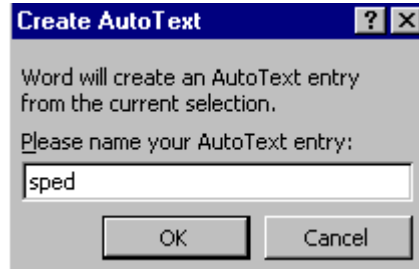 Create AutoText ? X
Word will create an AutoText entry
from the current selection.
Please name your AutoText entry:
sped
OK Cancel